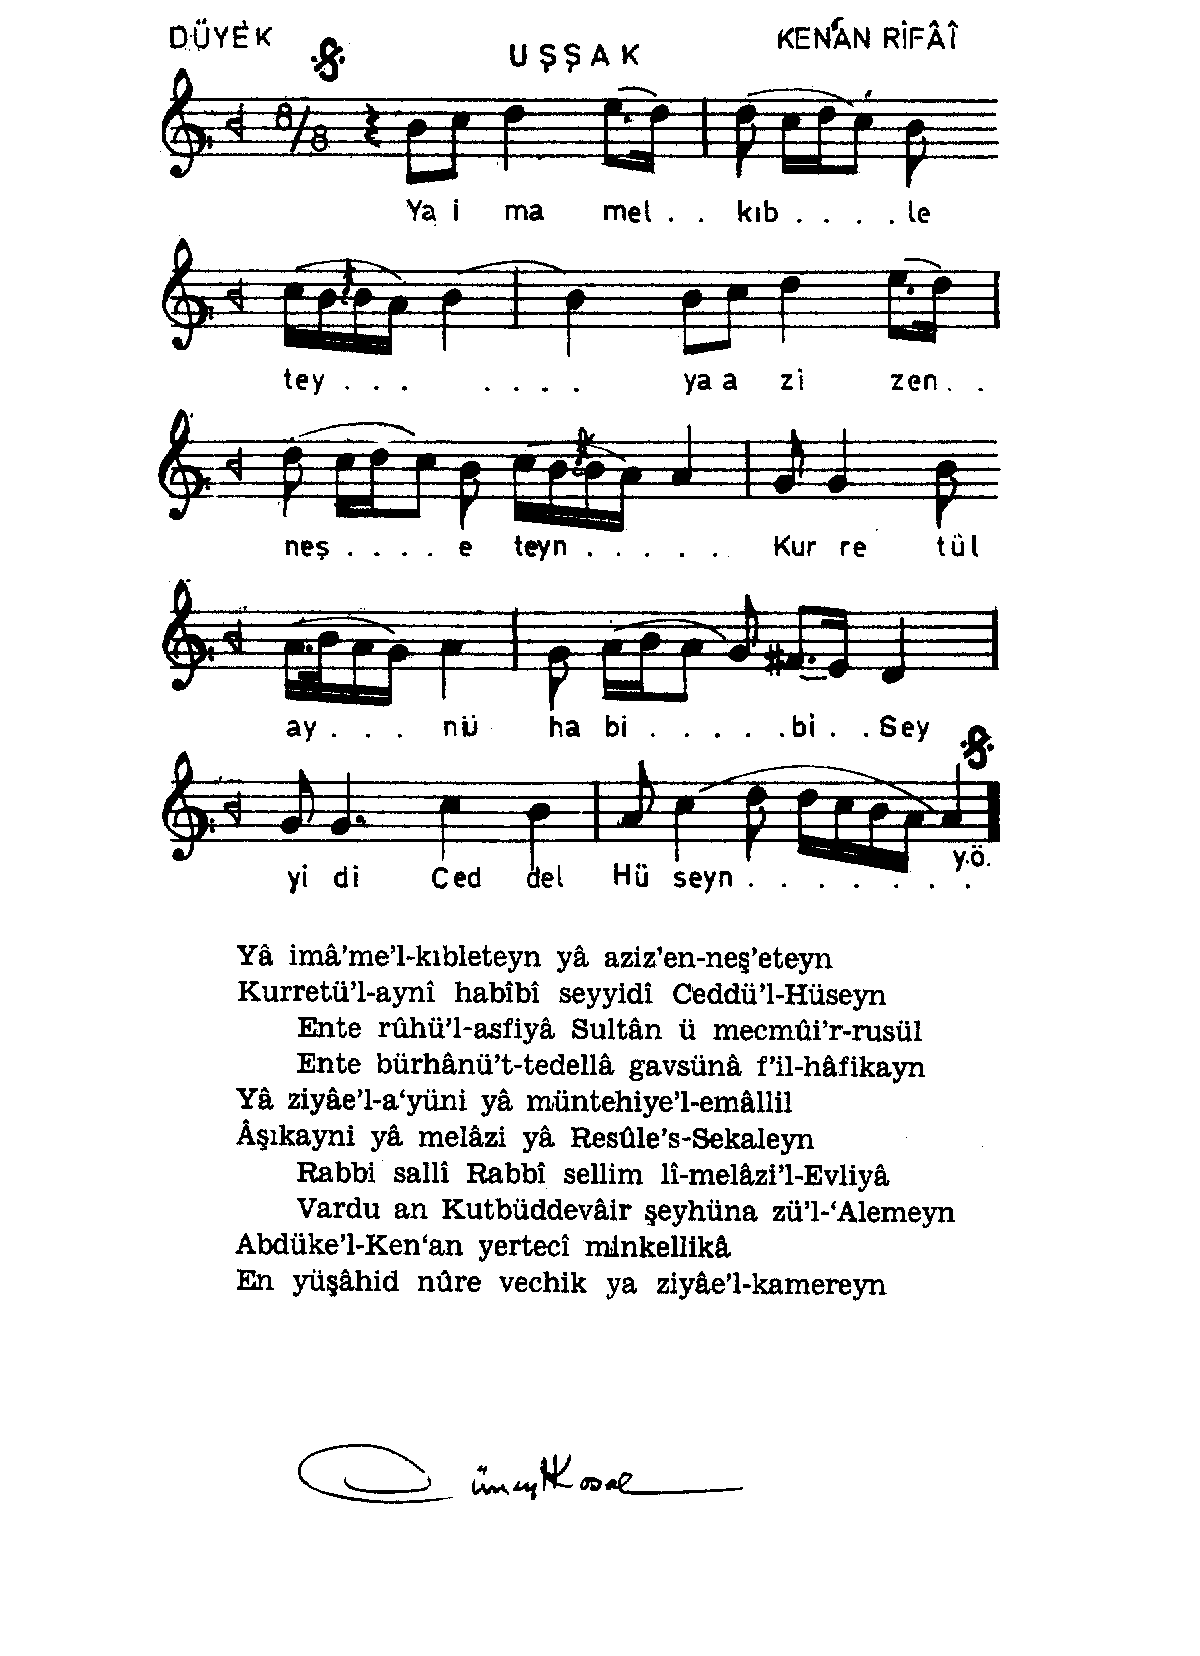 DÜYEK
UŞŞAK
KEN'AN RİFÂÎ
8/8
Ya i ma mel . . kıb . . . . le
tey . . . . . . . ya a zi zen . .
neş . . . . e teyn . . . . . Kur re tül
ay . . . nü ha bi . . . . . bi . . Sey
yi di Ced del Hü seyn . . . . . . .
y.ö.
Yâ imâ'me'l-kıbleteyn yâ aziz'en-neş'eteyn
Kurretü'l-aynî habîbî seyyidî Ceddü'l-Hüseyn
Ente rûhü'l-asfiyâ Sultân ü mecmûi'r-rusül
Ente bürhânü't-tedellâ gavsünâ f'il-hâfikayn
Yâ ziyâe'l-a‘yüni yâ müntehiye'l-emâllil
Âşıkayni yâ melâzi yâ Resûle's-Sekaleyn
Rabbi sallî Rabbî sellim lî-melâzi'l-Evliyâ
Vardu an Kutbüddevâir şeyhüna zü'l-‘Alemeyn
Abdüke'l-Ken‘an yertecî minkellikâ
En yüşâhid nûre vechik ya ziyâe'l-kamereyn